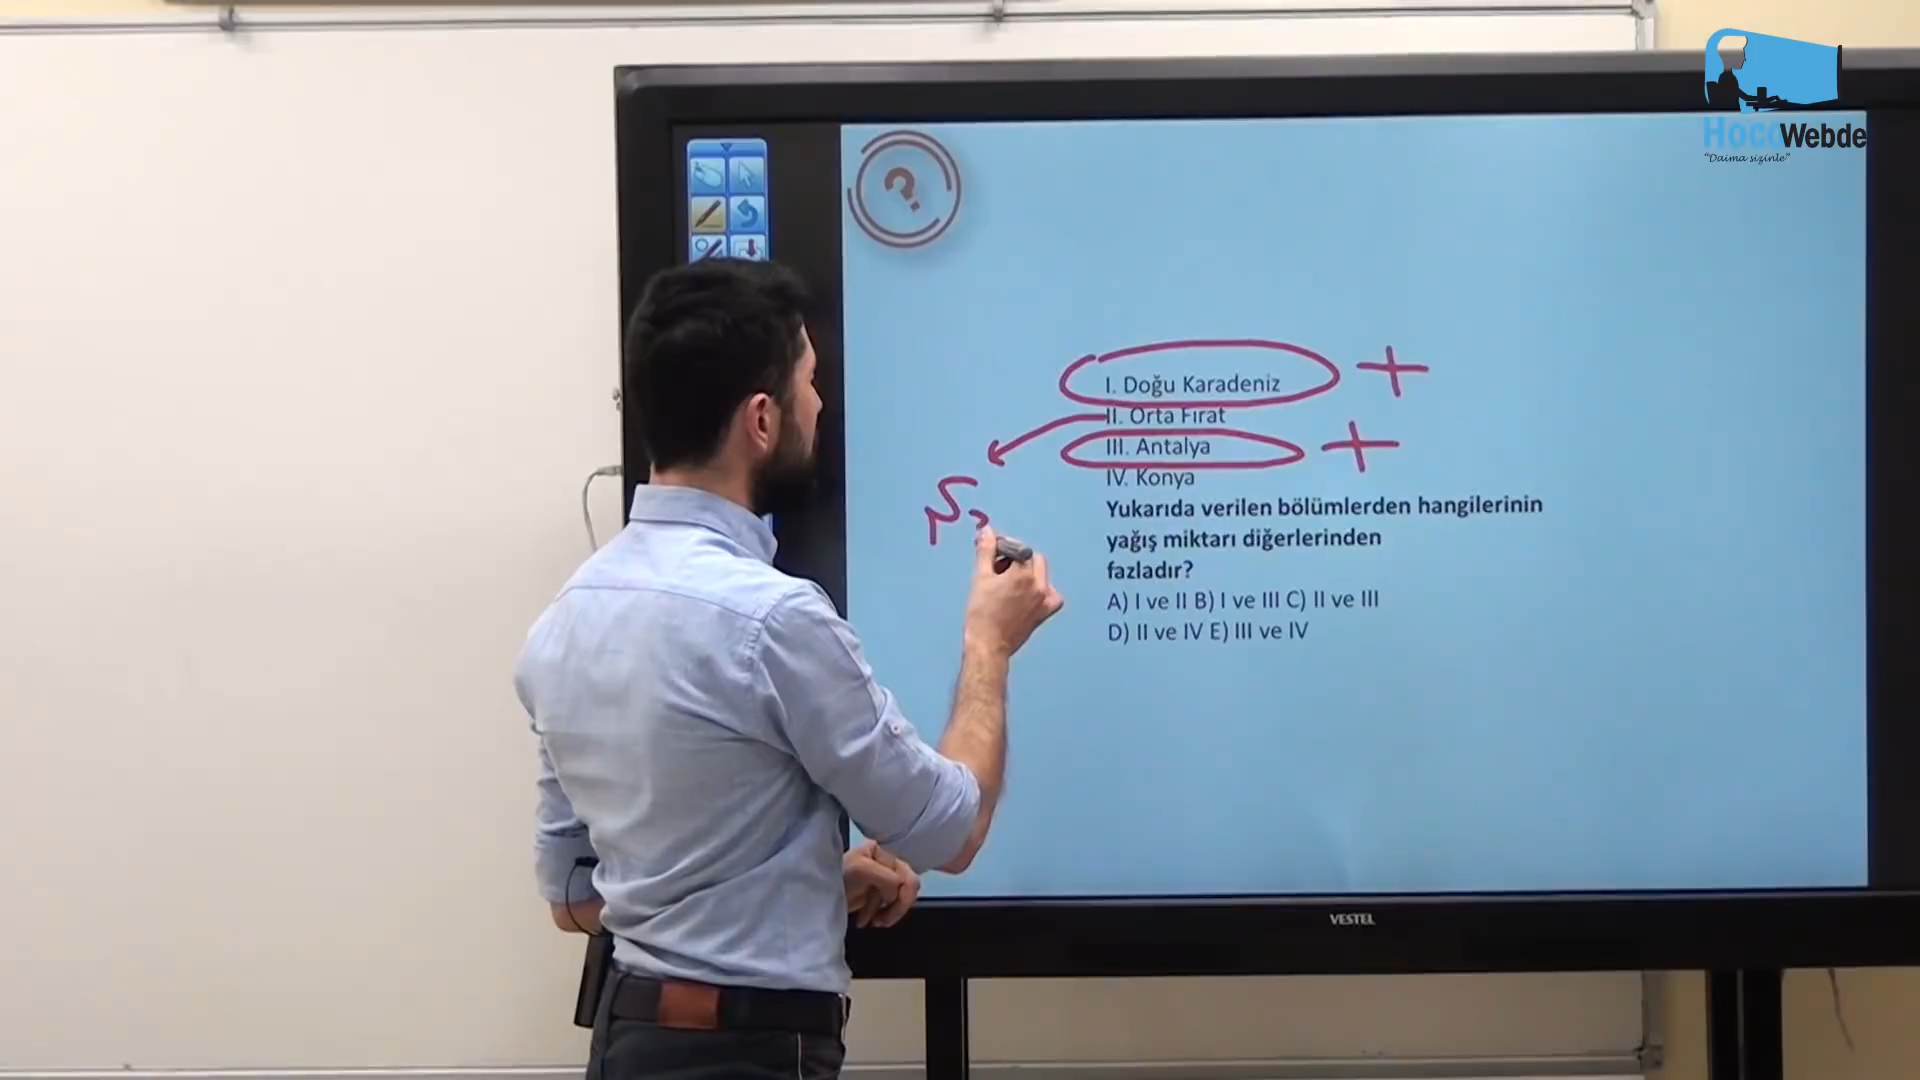 HocaWebde
"Daima sizinle"
?
I. Doğu Karadeniz +
II. Orta Fırat
III. Antalya +
IV. Konya
Yukarıda verilen bölümlerden hangilerinin
yağış miktarı diğerlerinden
fazladır?
A) I ve II B) I ve III C) II ve III
D) II ve IV E) III ve IV
VESTEL